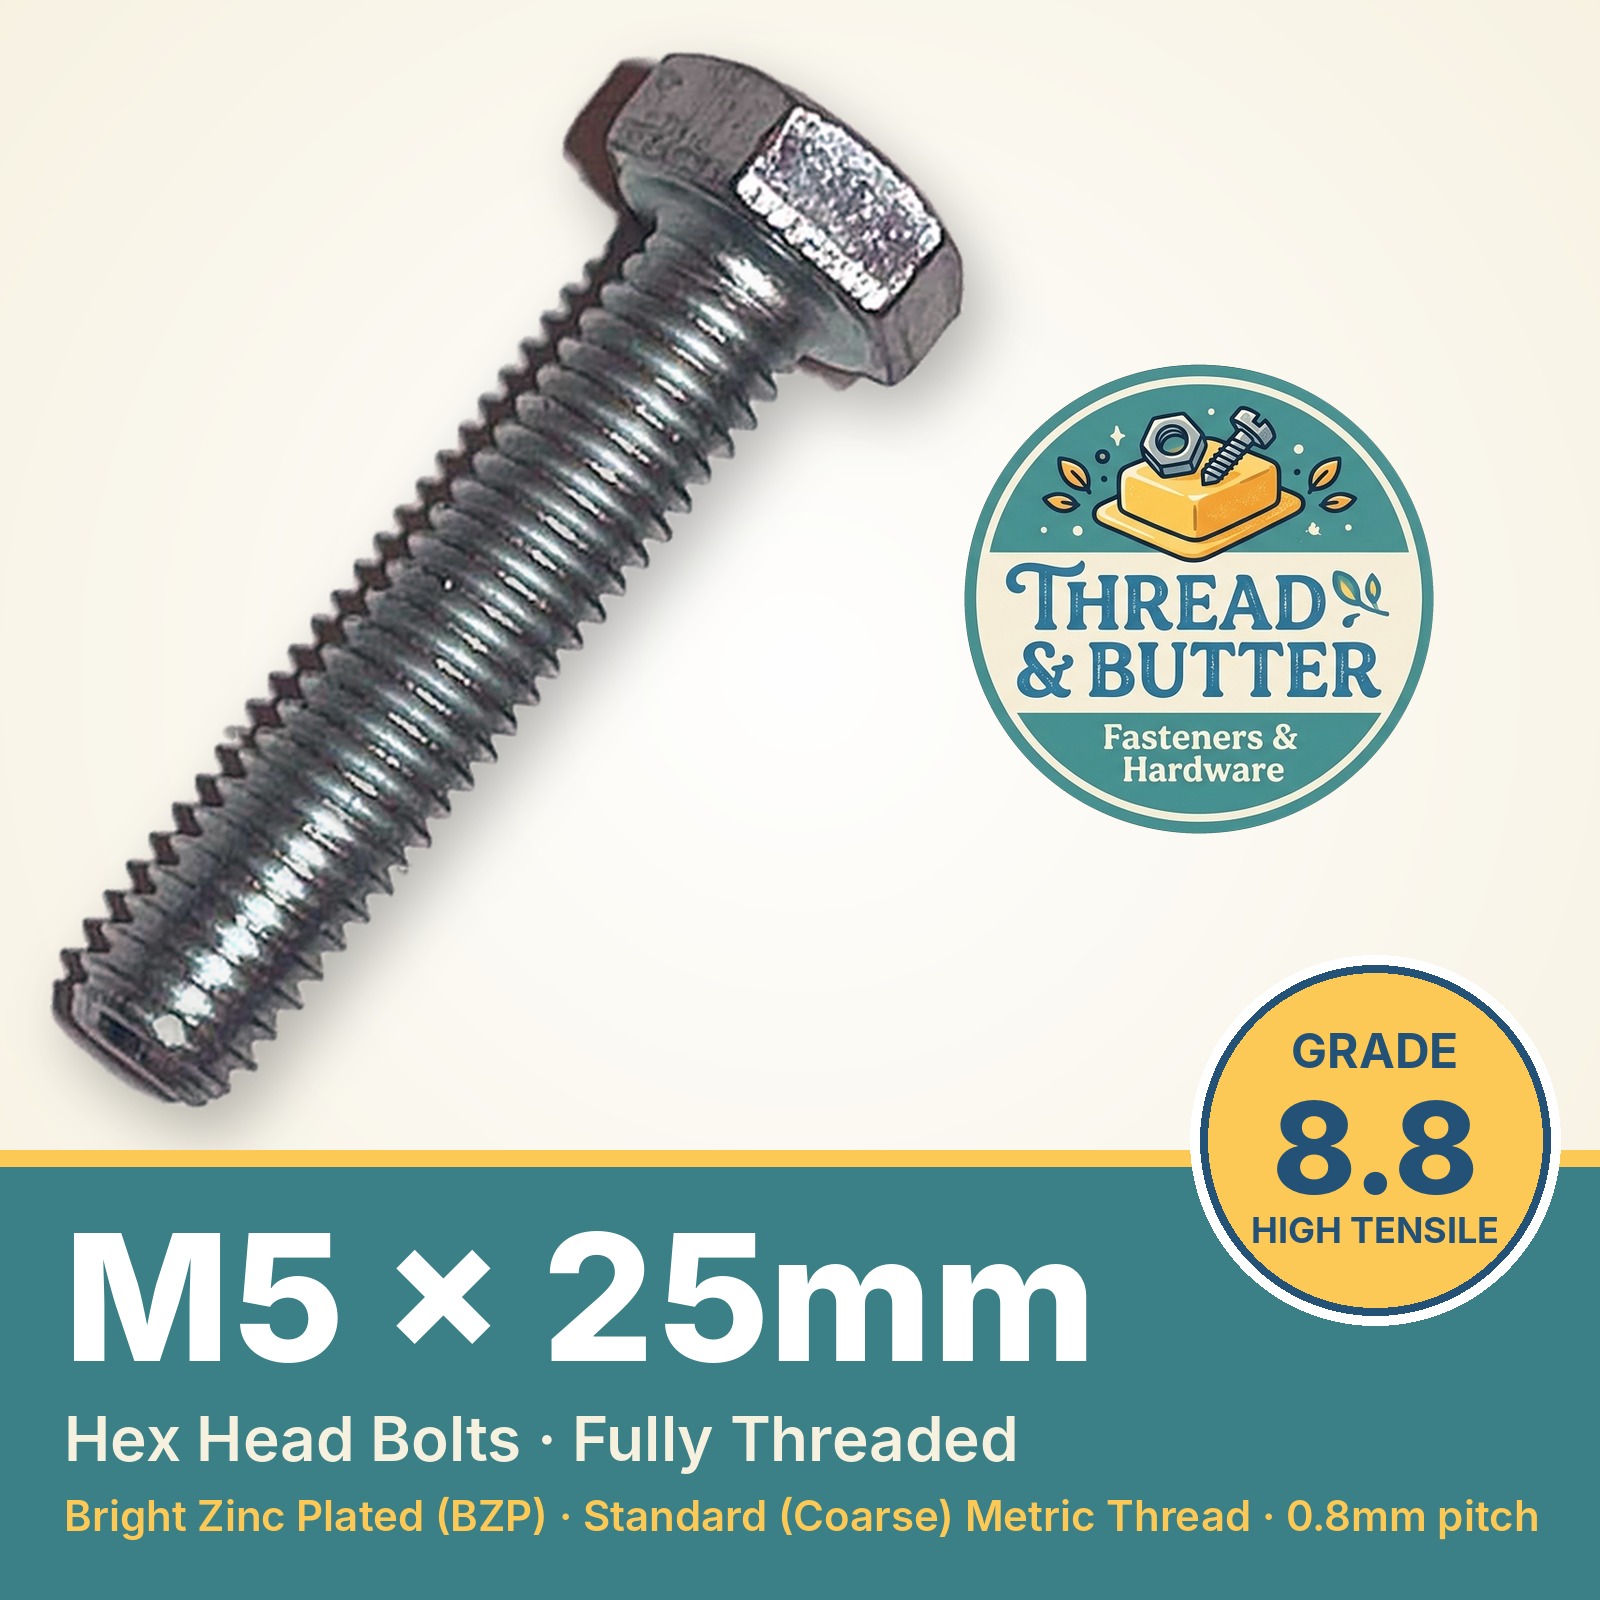 THREAD
& BUTTER
Fasteners &
Hardware
GRADE
8.8
HIGH TENSILE
M5 × 25mm
Hex Head Bolts · Fully Threaded
Bright Zinc Plated (BZP) · Standard (Coarse) Metric Thread · 0.8mm pitch